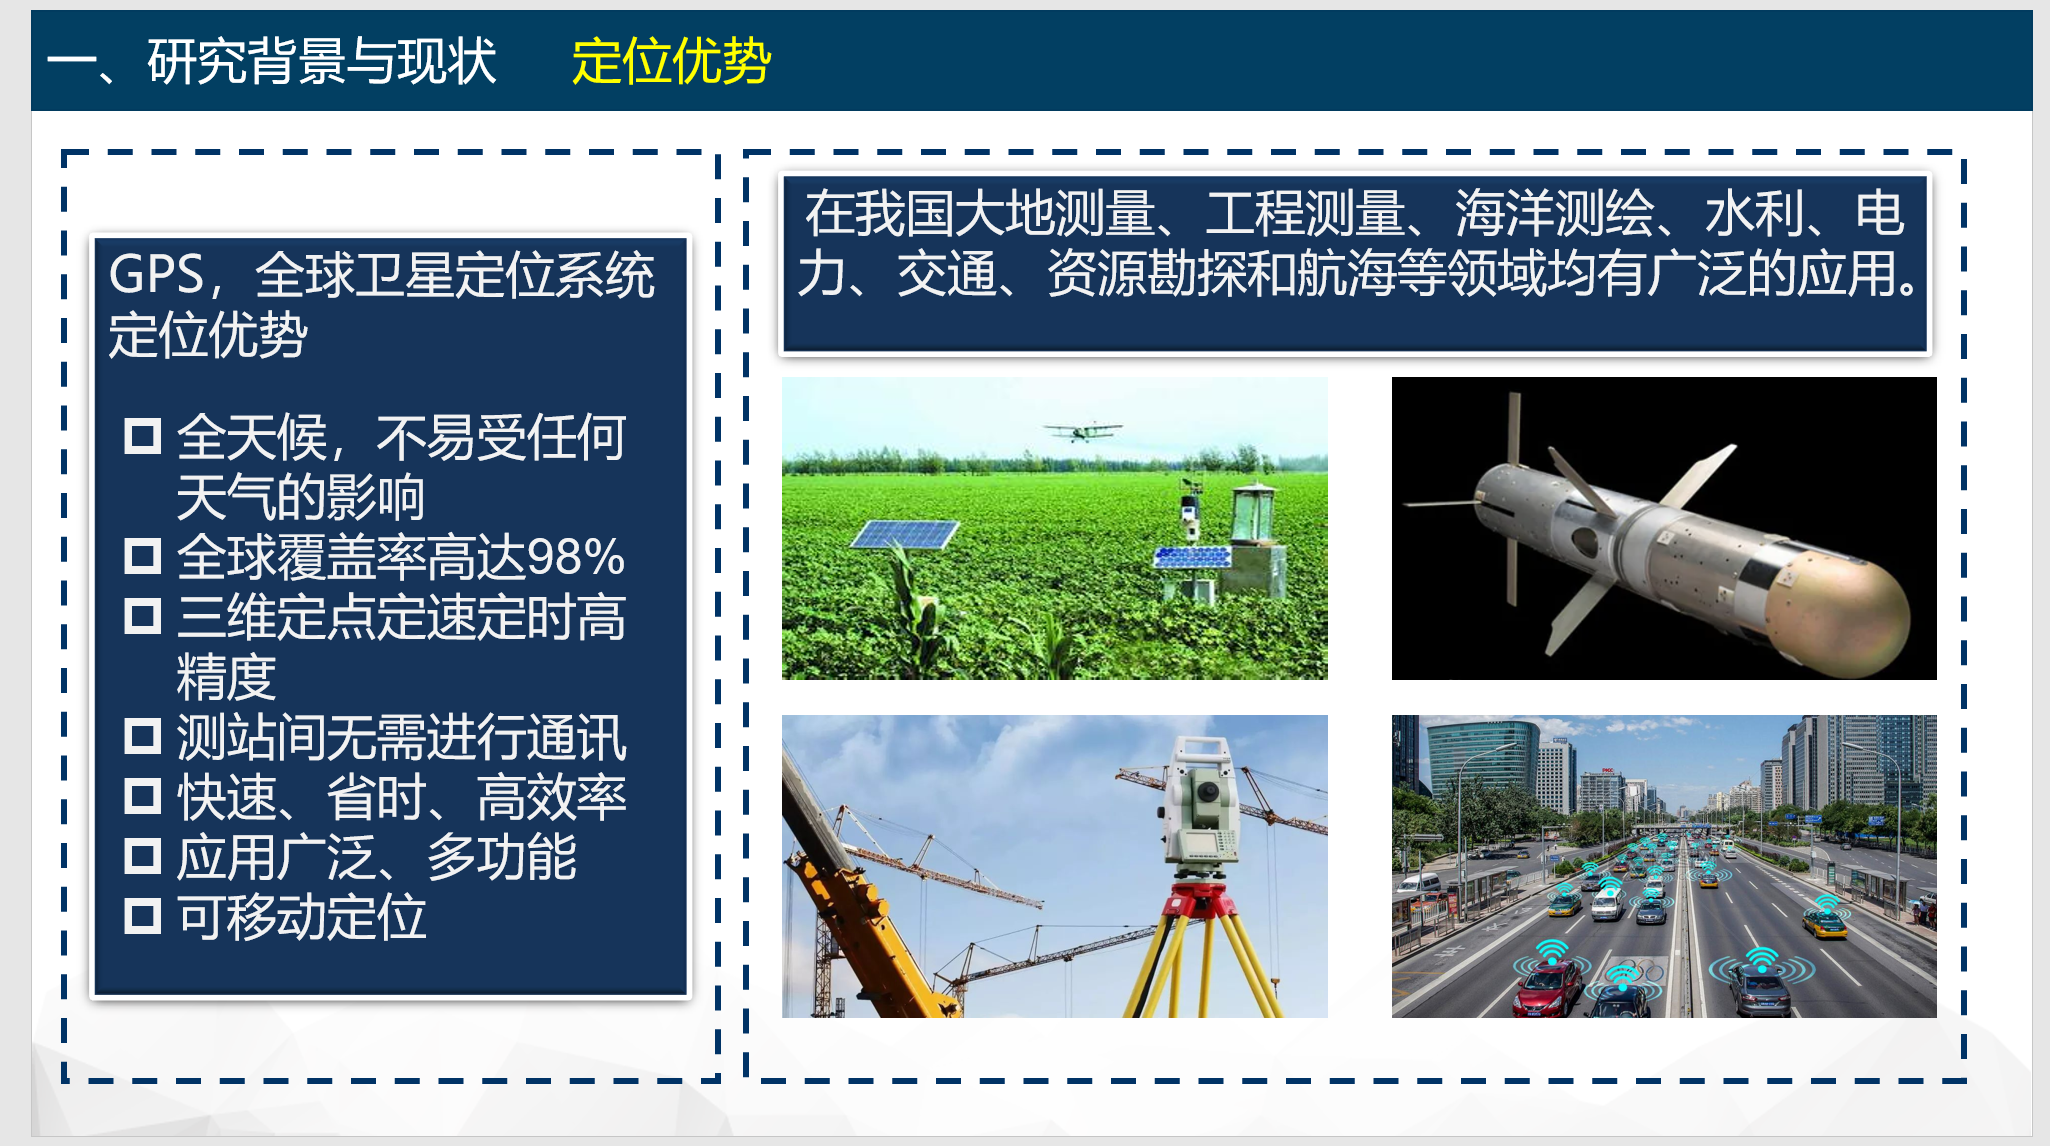 一、研究背景与现状 定位优势
GPS，全球卫星定位系统
定位优势
全天候，不易受任何
天气的影响
全球覆盖率高达98%
三维定点定速定时高
精度
测站间无需进行通讯
快速、省时、高效率
应用广泛、多功能
可移动定位
在我国大地测量、工程测量、海洋测绘、水利、电
力、交通、资源勘探和航海等领域均有广泛的应用。